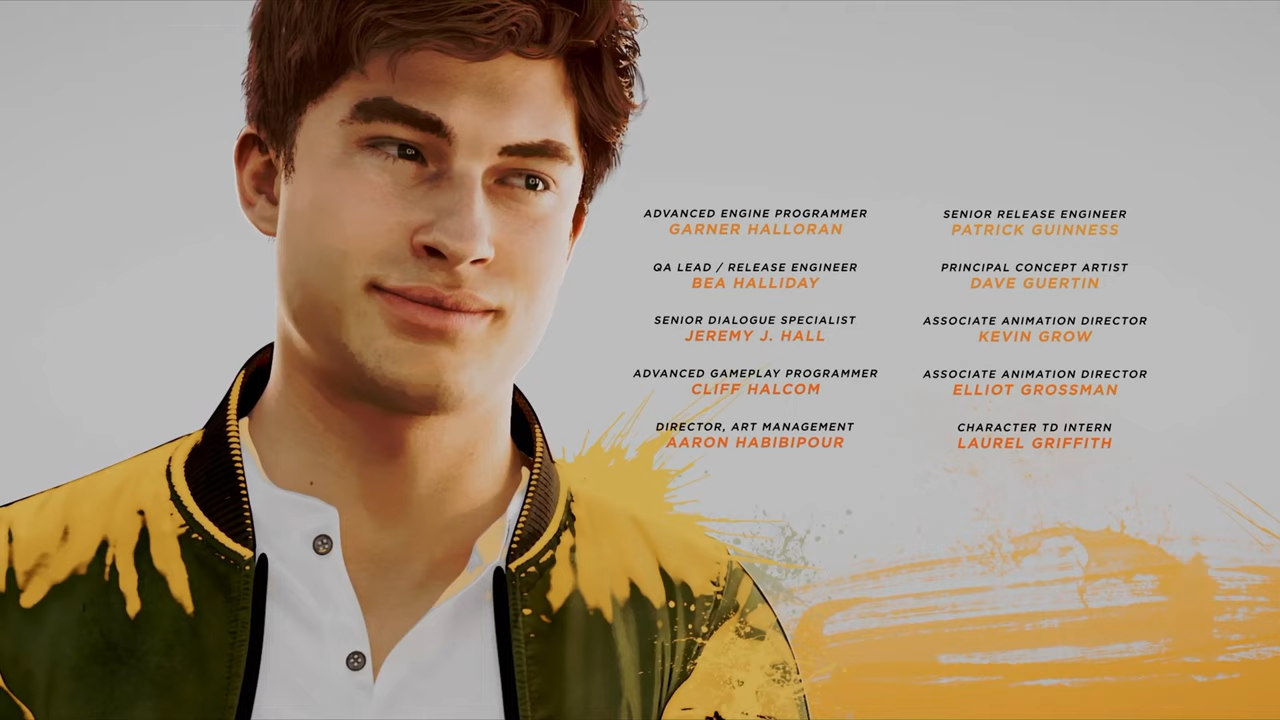 ADVANCED ENGINE PROGRAMMER
GARNER HALLORAN
QA LEAD / RELEASE ENGINEER
BEA HALLIDAY
SENIOR DIALOGUE SPECIALIST
JEREMY J. HALL
ADVANCED GAMEPLAY PROGRAMMER
CLIFF HALCOM
DIRECTOR, ART MANAGEMENT
AARON HABIBIPOUR
SENIOR RELEASE ENGINEER
PATRICK GUINNESS
PRINCIPAL CONCEPT ARTIST
DAVE GUERTIN
ASSOCIATE ANIMATION DIRECTOR
KEVIN GROW
ASSOCIATE ANIMATION DIRECTOR
ELLIOT GROSSMAN
CHARACTER TD INTERN
LAUREL GRIFFITH